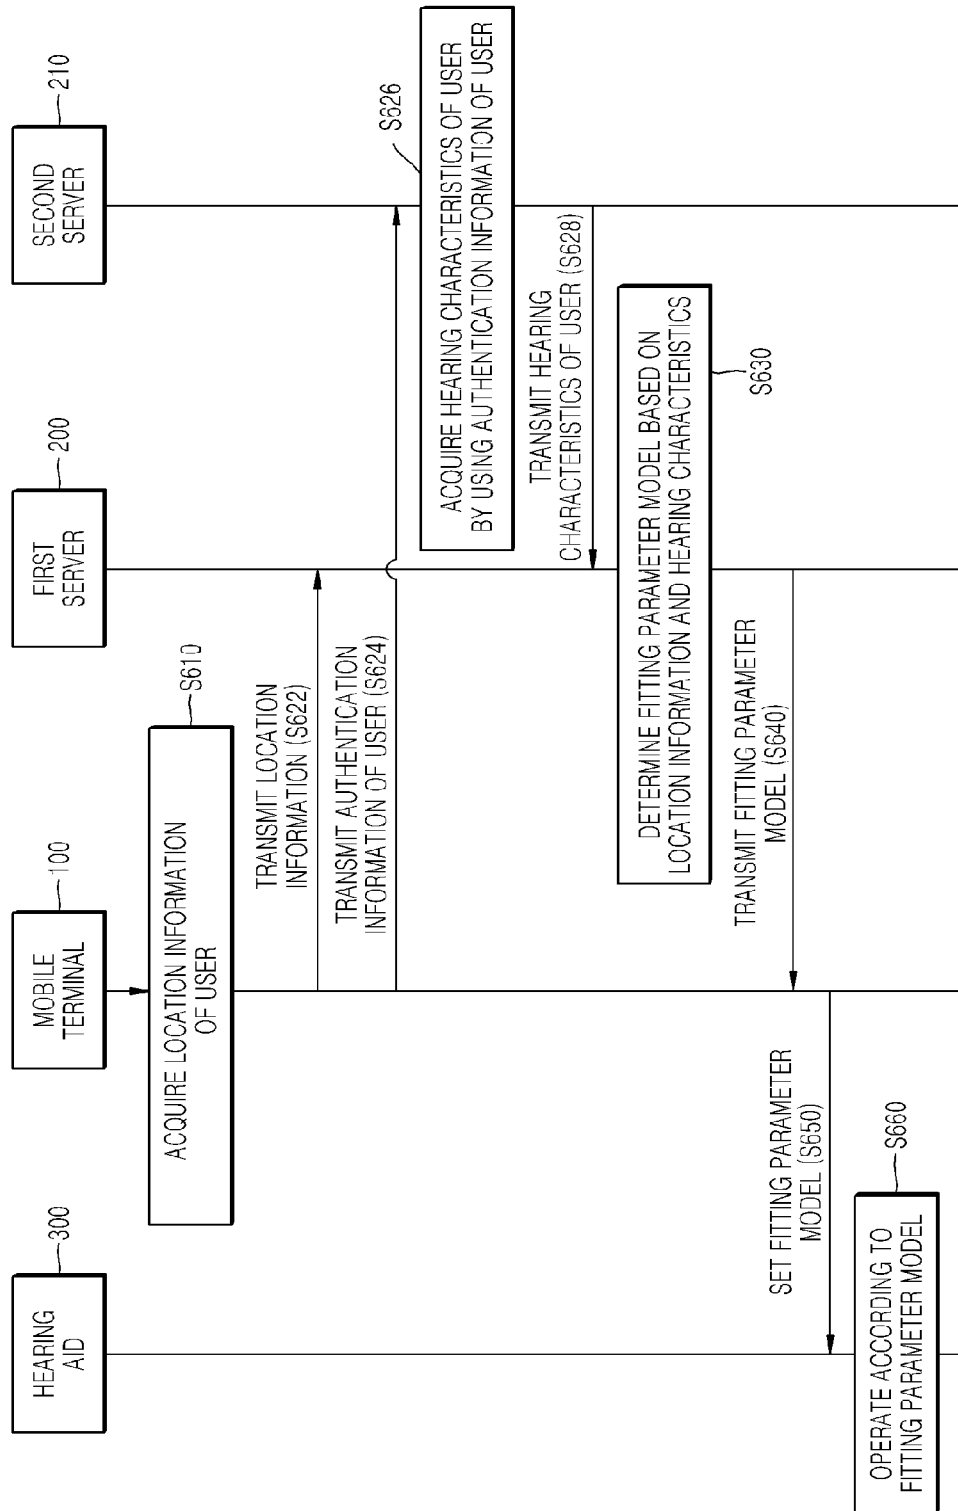 HEARING
AID
300
MOBILE
TERMINAL
100
FIRST
SERVER
200
SECOND
SERVER
210
ACQUIRE LOCATION INFORMATION
OF USER
S610
TRANSMIT LOCATION
INFORMATION (S622)
TRANSMIT AUTHENTICATION
INFORMATION OF USER (S624)
S626
ACQUIRE HEARING CHARACTERISTICS OF USER
BY USING AUTHENTICATION INFORMATION OF USER
TRANSMIT HEARING
CHARACTERISTICS OF USER (S628)
DETERMINE FITTING PARAMETER MODEL BASED ON
LOCATION INFORMATION AND HEARING CHARACTERISTICS
S630
TRANSMIT FITTING PARAMETER
MODEL (S640)
SET FITTING PARAMETER
MODEL (S650)
OPERATE ACCORDING TO
FITTING PARAMETER MODEL
S660